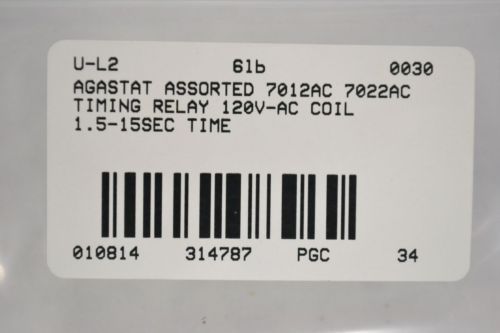 U-L2 6lb 0030
AGASTAT ASSORTED 7012AC 7022AC
TIMING RELAY 120V-AC COIL
1.5-15SEC TIME
010814 314787 PGC 34